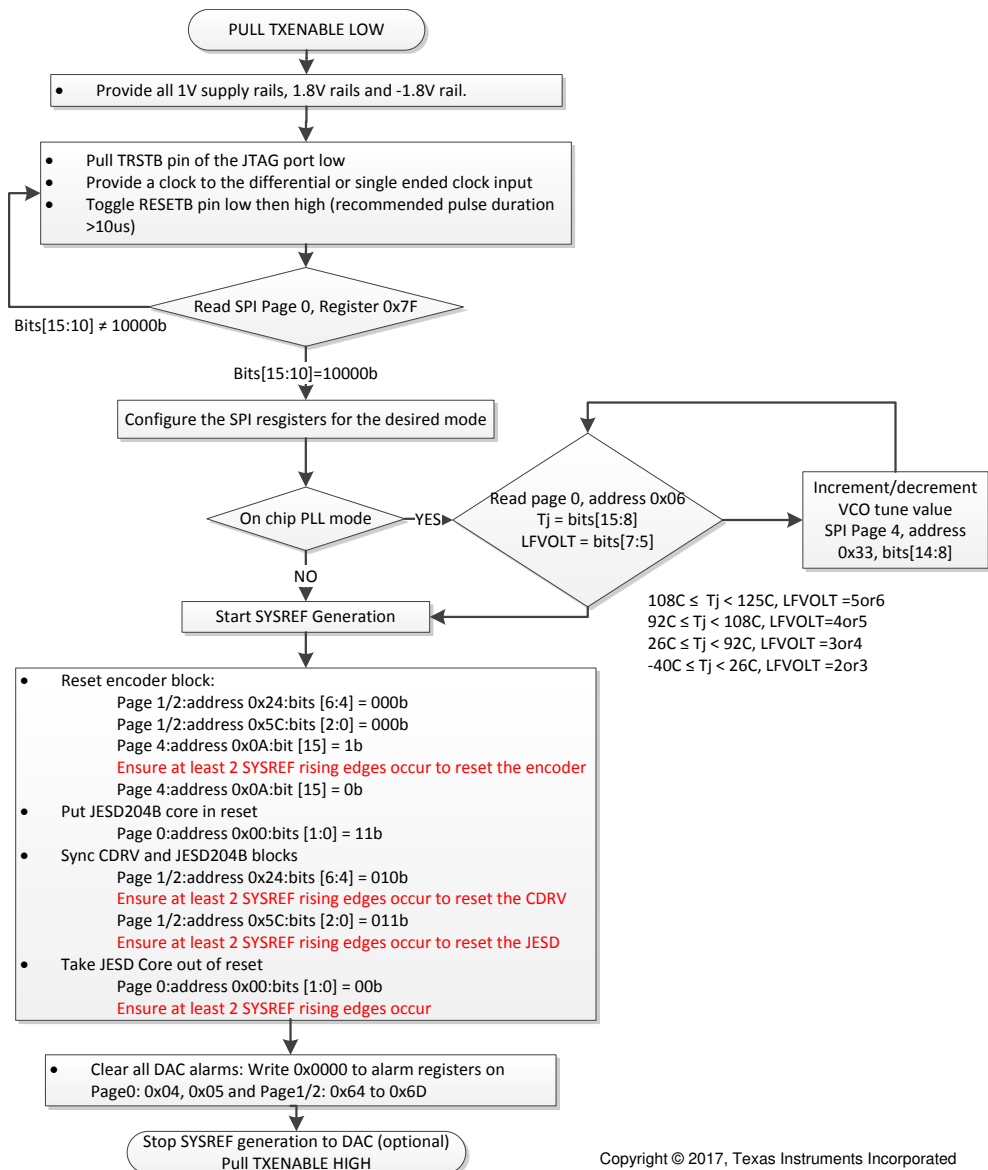 PULL TXENABLE LOW
• Provide all 1V supply rails, 1.8V rails and -1.8V rail.
• Pull TRSTB pin of the JTAG port low
• Provide a clock to the differential or single ended clock input
• Toggle RESETB pin low then high (recommended pulse duration
>10us)
Read SPI Page 0, Register 0x7F
Bits[15:10] ≠ 10000b
Bits[15:10]=10000b
Configure the SPI resgisters for the desired mode
On chip PLL mode
YES
Read page 0, address 0x06
Tj = bits[15:8]
LFVOLT = bits[7:5]
Increment/decrement
VCO tune value
SPI Page 4, address
0x33, bits[14:8]
NO
Start SYSREF Generation
108C ≤ Tj < 125C, LFVOLT =5or6
92C ≤ Tj < 108C, LFVOLT=4or5
26C ≤ Tj < 92C, LFVOLT =3or4
-40C ≤ Tj < 26C, LFVOLT =2or3
• Reset encoder block:
Page 1/2:address 0x24:bits [6:4] = 000b
Page 1/2:address 0x5C:bits [2:0] = 000b
Page 4:address 0x0A:bit [15] = 1b
Ensure at least 2 SYSREF rising edges occur to reset the encoder
Page 4:address 0x0A:bit [15] = 0b
• Put JESD204B core in reset
Page 0:address 0x00:bits [1:0] = 11b
• Sync CDRV and JESD204B blocks
Page 1/2:address 0x24:bits [6:4] = 010b
Ensure at least 2 SYSREF rising edges occur to reset the CDRV
Page 1/2:address 0x5C:bits [2:0] = 011b
Ensure at least 2 SYSREF rising edges occur to reset the JESD
• Take JESD Core out of reset
Page 0:address 0x00:bits [1:0] = 00b
Ensure at least 2 SYSREF rising edges occur
• Clear all DAC alarms: Write 0x0000 to alarm registers on
Page0: 0x04, 0x05 and Page1/2: 0x64 to 0x6D
Stop SYSREF generation to DAC (optional)
Pull TXENABLE HIGH
Copyright © 2017, Texas Instruments Incorporated